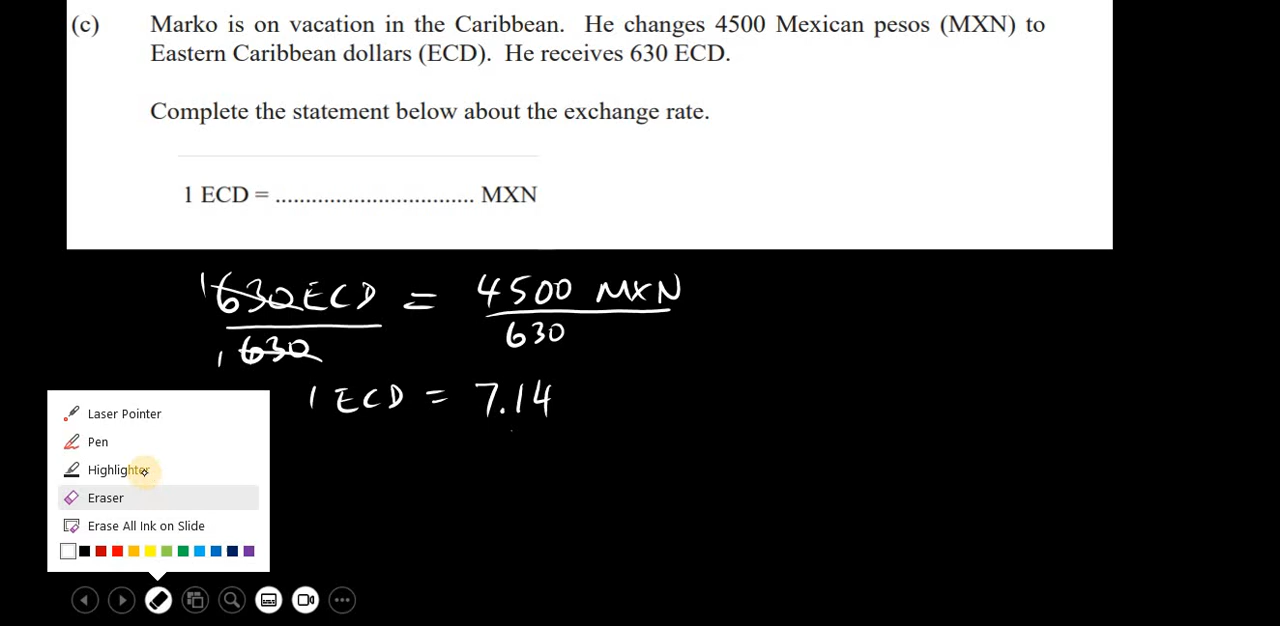 (c) Marko is on vacation in the Caribbean. He changes 4500 Mexican pesos (MXN) to
Eastern Caribbean dollars (ECD). He receives 630 ECD.
Complete the statement below about the exchange rate.
1 ECD = ................................. MXN
1 630 ECD = 4500 MXN
1 630 630
1 ECD = 7.14
Laser Pointer
Pen
Highlighter
Eraser
Erase All Ink on Slide